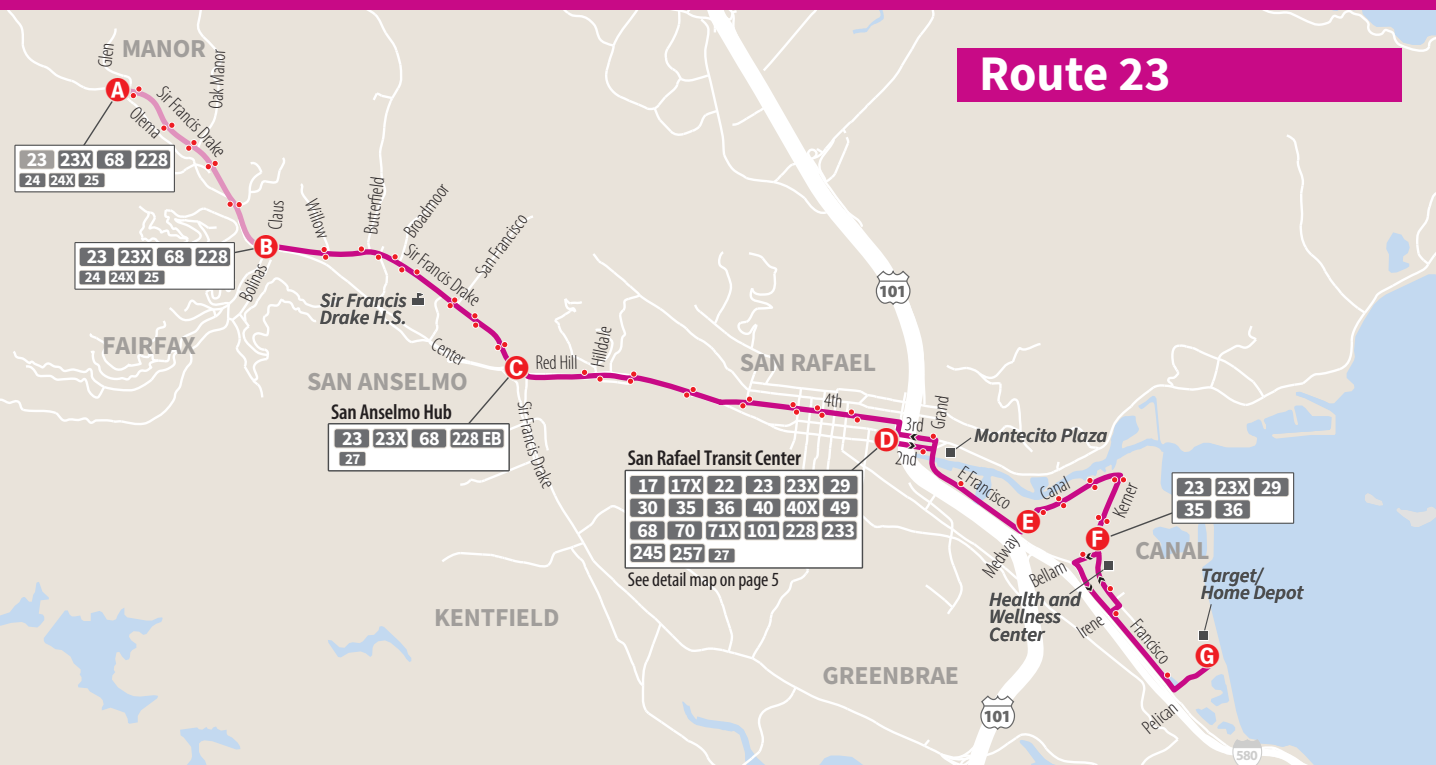 Route 23
Glen
MANOR
Oak Manor
A
Sir Francis Drake
Olema
23 23X 68 228
24 24X 25
Claus
B
Willow
Butterfield
Broadmoor
San Francisco
23 23X 68 228
24 24X 25
Bolinas
Sir Francis Drake
Sir Francis
Drake H.S.
101
FAIRFAX
Center
C
Red Hill
Hilldale
SAN RAFAEL
SAN ANSELMO
San Anselmo Hub
23 23X 68 228 EB
27
Sir Francis Drake
4th
3rd
Grand
D
2nd
Montecito Plaza
San Rafael Transit Center
17 17X 22 23 23X 29
30 35 36 40 40X 49
68 70 71X 101 228 233
245 257 27
See detail map on page 5
E Francisco
Canal
Kerner
23 23X 29
35 36
E
F
Medway
CANAL
Bellam
Health and
Wellness
Center
Target/
Home Depot
Irene
Francisco
G
KENTFIELD
GREENBRAE
101
Pelican
580